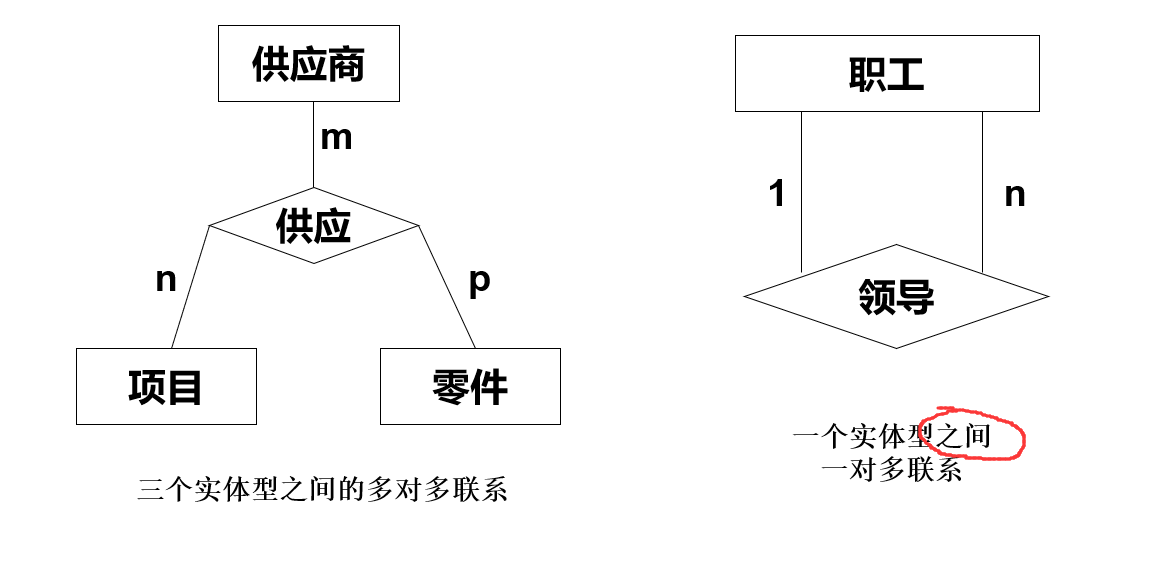 供应商
m
供应
n
p
项目
零件
三个实体型之间的多对多联系
职工
1
n
领导
一个实体型之间
一对多联系